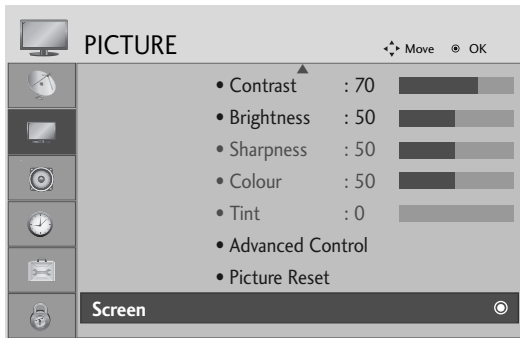 PICTURE
Move OK
• Contrast : 70
• Brightness : 50
• Sharpness : 50
• Colour : 50
• Tint : 0
• Advanced Control
• Picture Reset
Screen